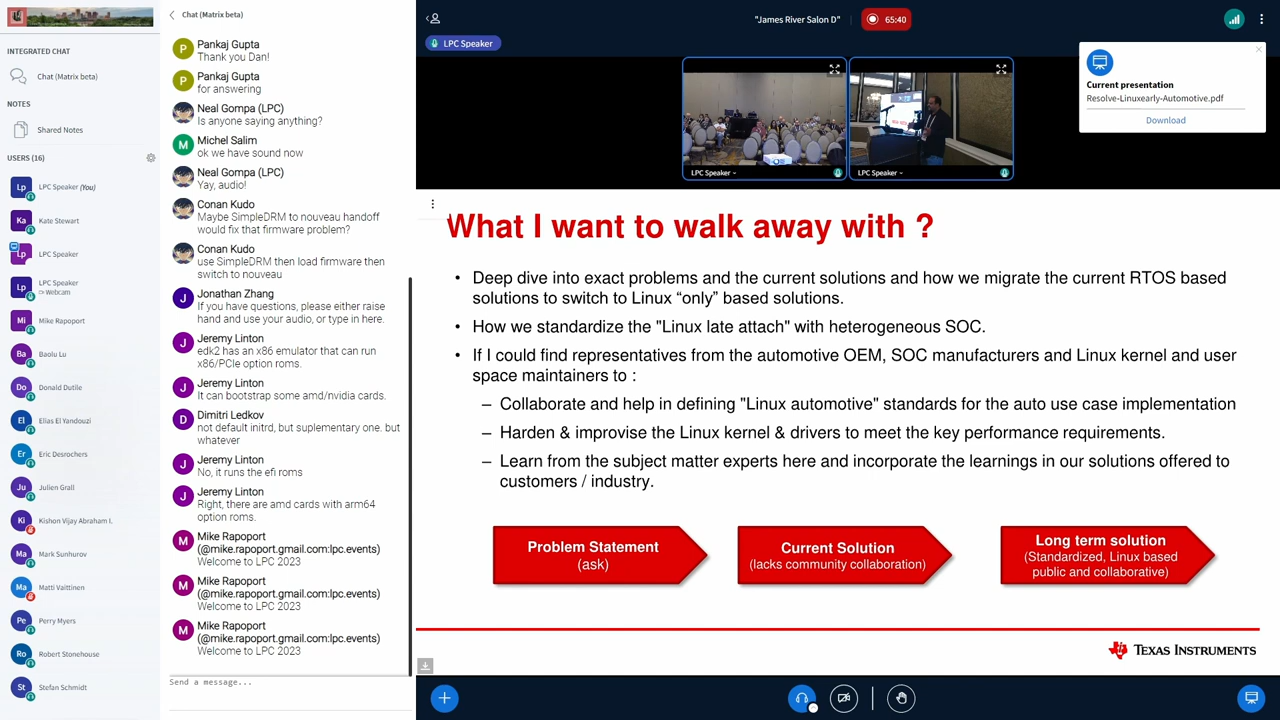 INTEGRATED CHAT
Chat (Matrix beta)
NOTES
Shared Notes
USERS (16)
Lp LPC Speaker (You)
Ka Kate Stewart
Lp LPC Speaker
Lp LPC Speaker
Webcam
Mi Mike Rapoport
Ba Baolu Lu
Do Donald Dutile
El Elias El Yandouzi
Er Eric Desrochers
Ju Julien Grall
Ki Kishon Vijay Abraham I.
Ma Mark Sunhurov
Ma Matti Vaittinen
Pe Perry Myers
Ro Robert Stonehouse
St Stefan Schmidt
Chat (Matrix beta)
P Pankaj Gupta
Thank you Dan!
P Pankaj Gupta
for answering
Neal Gompa (LPC)
Is anyone saying anything?
M Michel Salim
ok we have sound now
Neal Gompa (LPC)
Yay, audio!
Conan Kudo
Maybe SimpleDRM to nouveau handoff
would fix that firmware problem?
Conan Kudo
use SimpleDRM then load firmware then
switch to nouveau
J Jonathan Zhang
If you have questions, please either raise
hand and use your audio, or type in here.
J Jeremy Linton
edk2 has an x86 emulator that can run
x86/PCIe option roms.
J Jeremy Linton
It can bootstrap some amd/nvidia cards.
D Dimitri Ledkov
not default initrd, but suplementary one. but
whatever
J Jeremy Linton
No, it runs the efi roms
J Jeremy Linton
Right, there are amd cards with arm64
option roms.
M Mike Rapoport
(@mike.rapoport.gmail.com:lpc.events)
Welcome to LPC 2023
M Mike Rapoport
(@mike.rapoport.gmail.com:lpc.events)
Welcome to LPC 2023
M Mike Rapoport
(@mike.rapoport.gmail.com:lpc.events)
Welcome to LPC 2023
Send a message...
"James River Salon D"
65:40
LPC Speaker
LPC Speaker
LPC Speaker
Current presentation
Resolve-Linuxearly-Automotive.pdf
Download
What I want to walk away with ?
• Deep dive into exact problems and the current solutions and how we migrate the current RTOS based
solutions to switch to Linux “only” based solutions.
• How we standardize the "Linux late attach" with heterogeneous SOC.
• If I could find representatives from the automotive OEM, SOC manufacturers and Linux kernel and user
space maintainers to :
– Collaborate and help in defining "Linux automotive" standards for the auto use case implementation
– Harden & improvise the Linux kernel & drivers to meet the key performance requirements.
– Learn from the subject matter experts here and incorporate the learnings in our solutions offered to
customers / industry.
Problem Statement
(ask)
Current Solution
(lacks community collaboration)
Long term solution
(Standardized, Linux based
public and collaborative)
TEXAS INSTRUMENTS